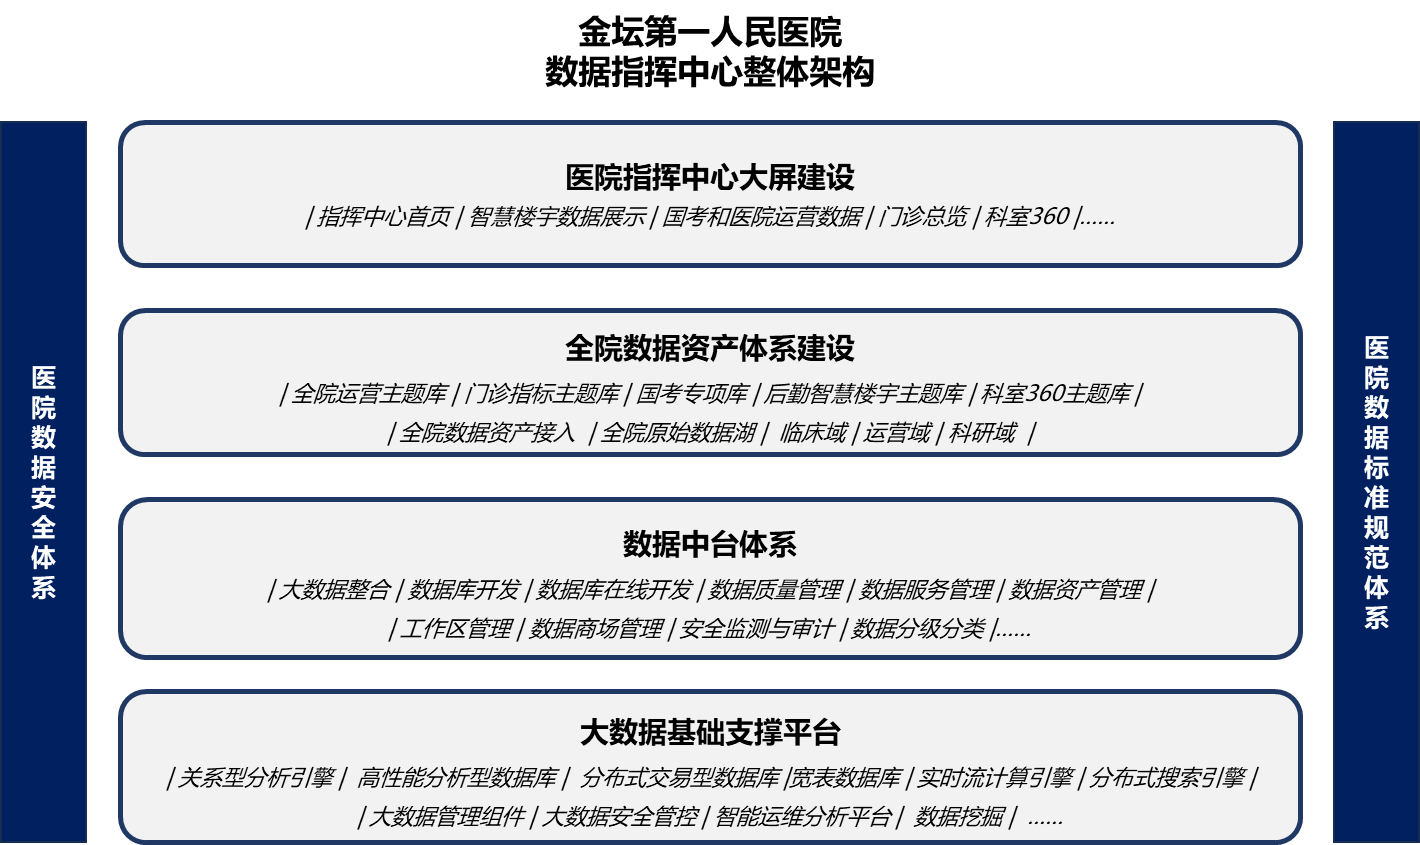 金坛第一人民医院
数据指挥中心整体架构
医院数据安全体系
医院指挥中心大屏建设
| 指挥中心首页 | 智慧楼宇数据展示 | 国考和医院运营数据 | 门诊总览 | 科室360 |......
全院数据资产体系建设
| 全院运营主题库 | 门诊指标主题库 | 国考专项库 | 后勤智慧楼宇主题库 | 科室360主题库 |
| 全院数据资产接入 | 全院原始数据湖 | 临床域 | 运营域 | 科研域 |
数据中台体系
| 大数据整合 | 数据库开发 | 数据库在线开发 | 数据质量管理 | 数据服务管理 | 数据资产管理 |
| 工作区管理 | 数据商场管理 | 安全监测与审计 | 数据分级分类 |......
大数据基础支撑平台
| 关系型分析引擎 | 高性能分析型数据库 | 分布式交易型数据库 |宽表数据库 | 实时流计算引擎 | 分布式搜索引擎 |
| 大数据管理组件 | 大数据安全管控 | 智能运维分析平台 | 数据挖掘 | ......
医院数据标准规范体系